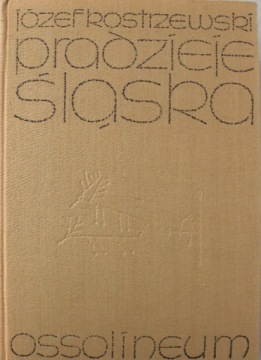 józef kostrzewski
pradzieje
śląska
ossolineum